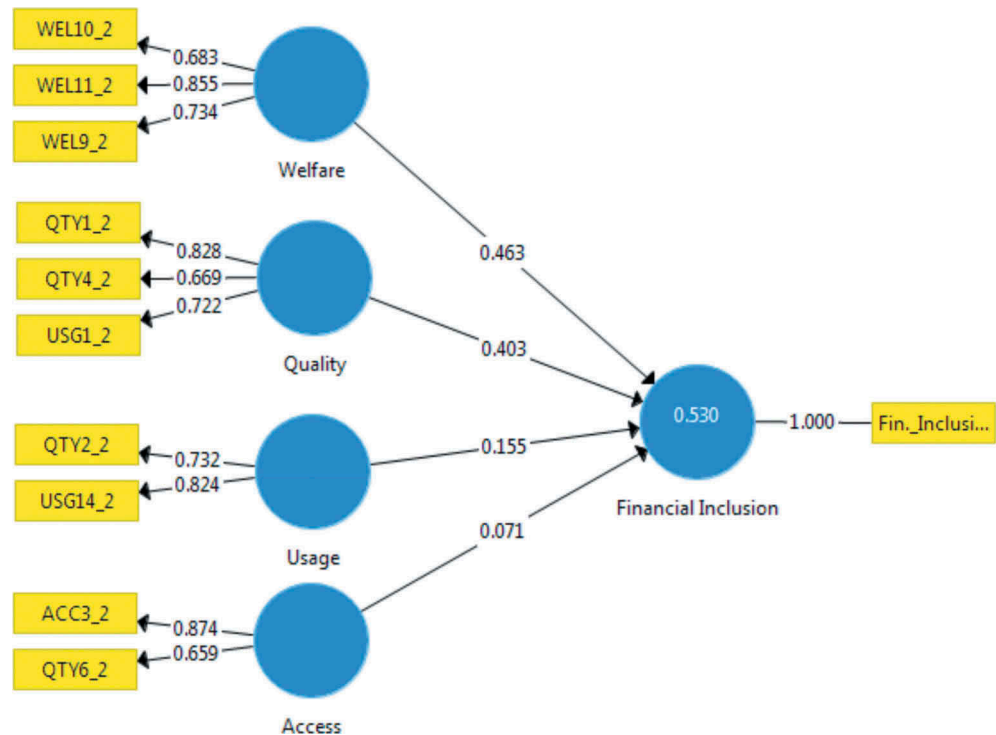 WEL10_2
0.683
WEL11_2
0.855
WEL9_2
0.734
Welfare
0.463
QTY1_2
0.828
QTY4_2
0.669
USG1_2
0.722
Quality
0.403
0.530
1.000
Fin._Inclusi...
Financial Inclusion
QTY2_2
0.732
USG14_2
0.824
Usage
0.155
0.071
ACC3_2
0.874
QTY6_2
0.659
Access